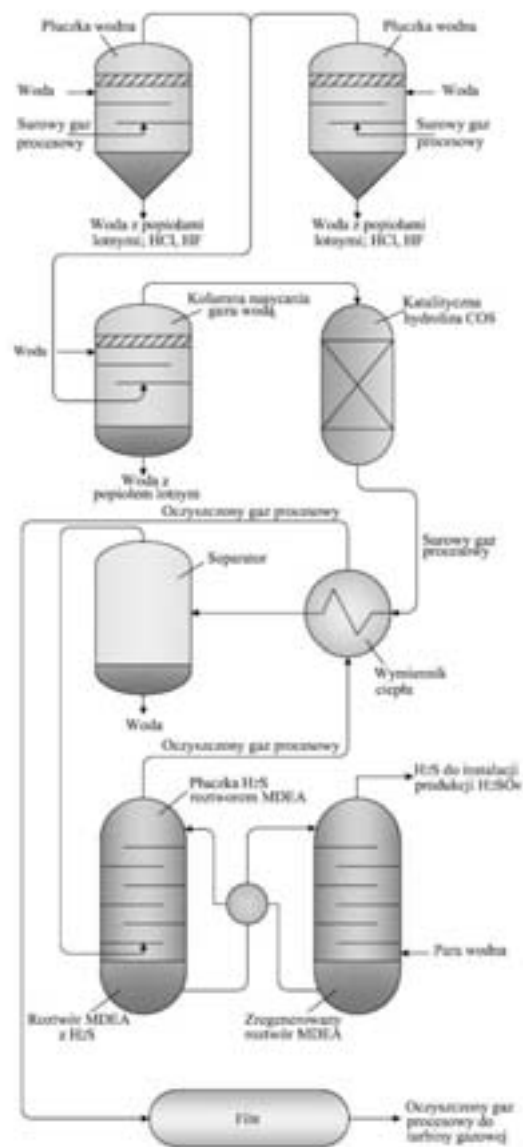 Płuczka wodna
Płuczka wodna
Woda
Woda
Surowy gaz
procesowy
Surowy gaz
procesowy
Woda z popiołami
lotnymi; HCl, HF
Woda z popiołami
lotnymi; HCl, HF
Kolumna nasycania
gazu wodą
Katalityczna
hydroliza COS
Woda
Woda z
popiołem lotnym
Oczyszczony gaz procesowy
Surowy gaz
procesowy
Separator
Wymiennik
ciepła
Woda
Oczyszczony gaz procesowy
Płuczka H2S
roztworem MDEA
H2S do instalacji
produkcji H2SO4
Para wodna
Roztwór MDEA
z H2S
Zregenerowany
roztwór MDEA
Filtr
Oczyszczony gaz
procesowy do
turbiny gazowej